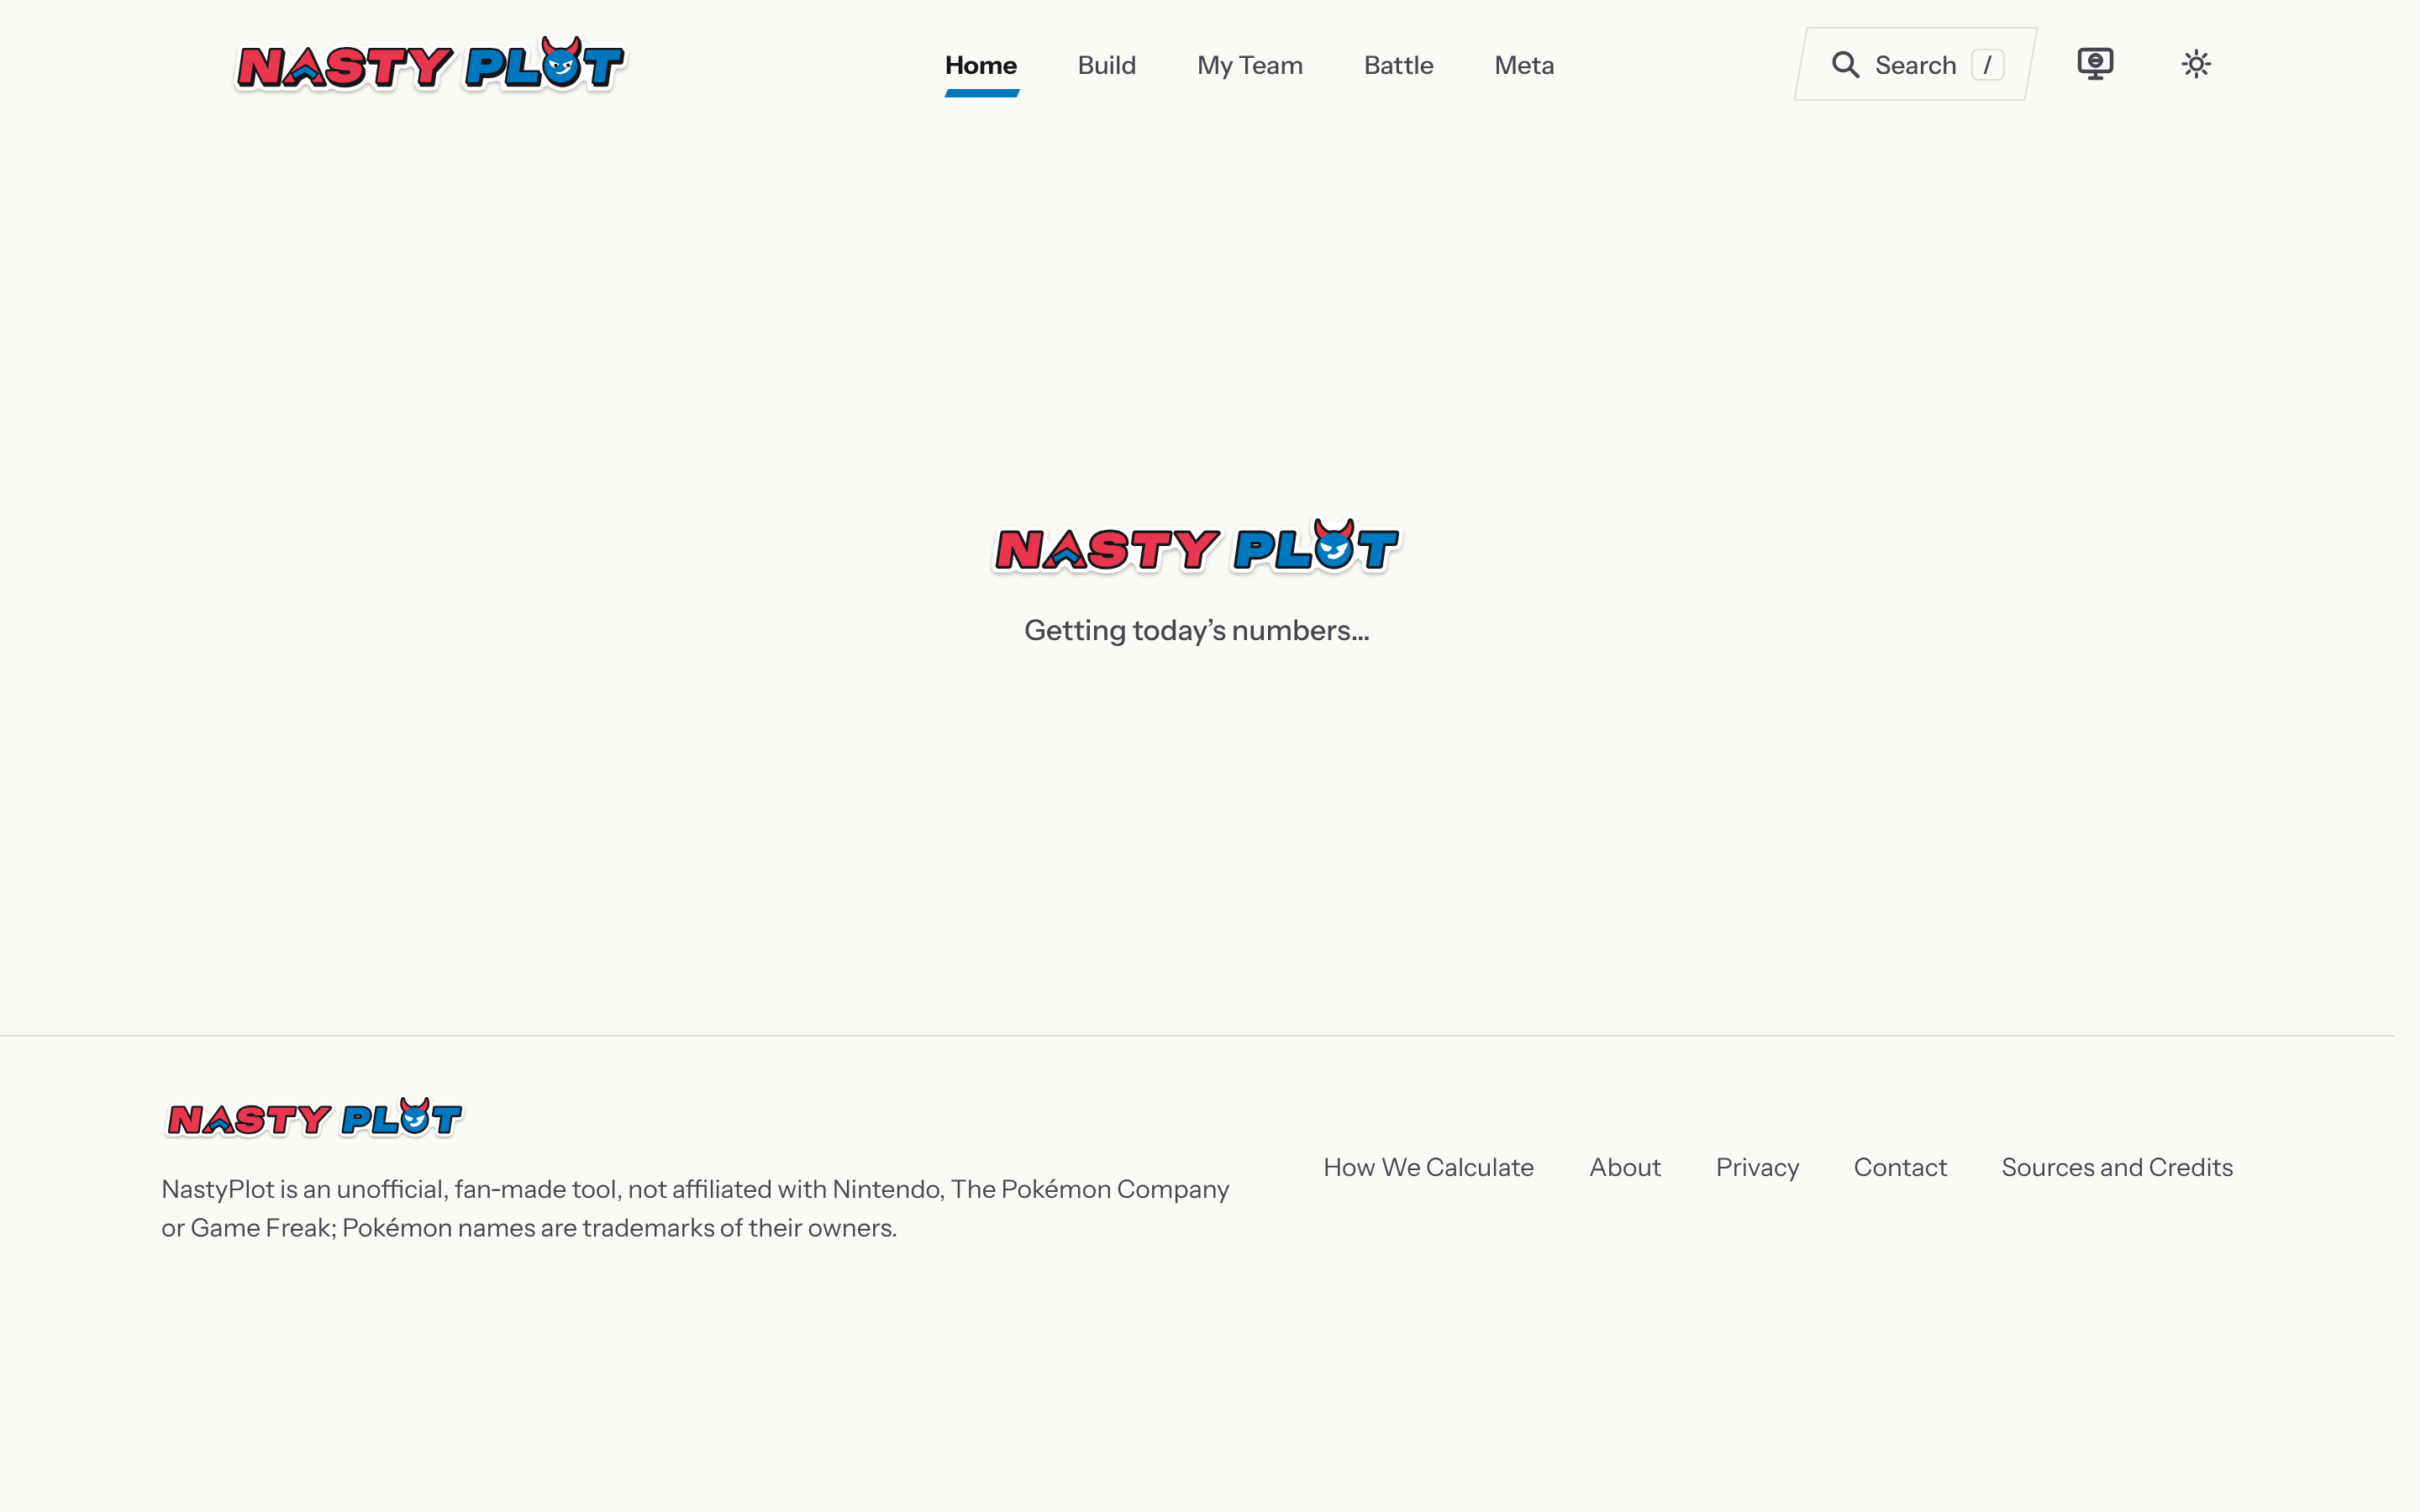 NASTY PLOT
Home
Build
My Team
Battle
Meta
Search /
NASTY PLOT
Getting today’s numbers...
NASTY PLOT
NastyPlot is an unofficial, fan-made tool, not affiliated with Nintendo, The Pokémon Company
or Game Freak; Pokémon names are trademarks of their owners.
How We Calculate
About
Privacy
Contact
Sources and Credits